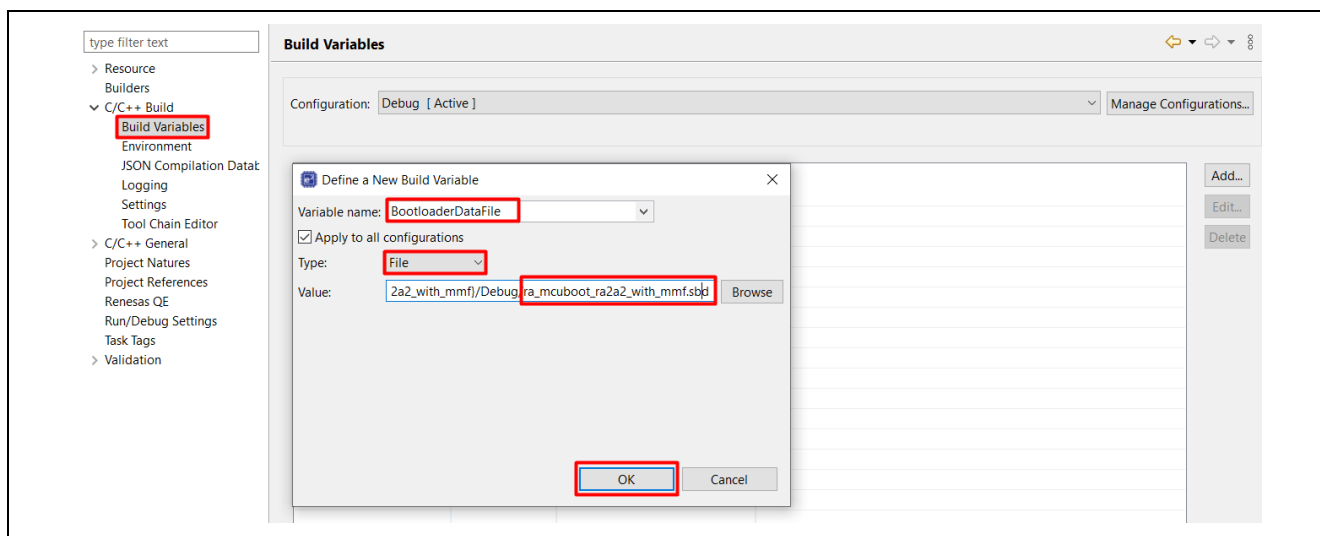 type filter text
Build Variables
> Resource
Builders
C/C++ Build
Build Variables
Environment
JSON Compilation Datab
Logging
Settings
Tool Chain Editor
> C/C++ General
Project Natures
Project References
Renesas QE
Run/Debug Settings
Task Tags
> Validation
Configuration: Debug [ Active ]
Manage Configurations...
Add...
Edit...
Delete
Define a New Build Variable
Variable name: BootloaderDataFile
Apply to all configurations
Type: File
Value: 2a2_with_mmf}/Debug/ra_mcuboot_ra2a2_with_mmf.sbd Browse
OK Cancel